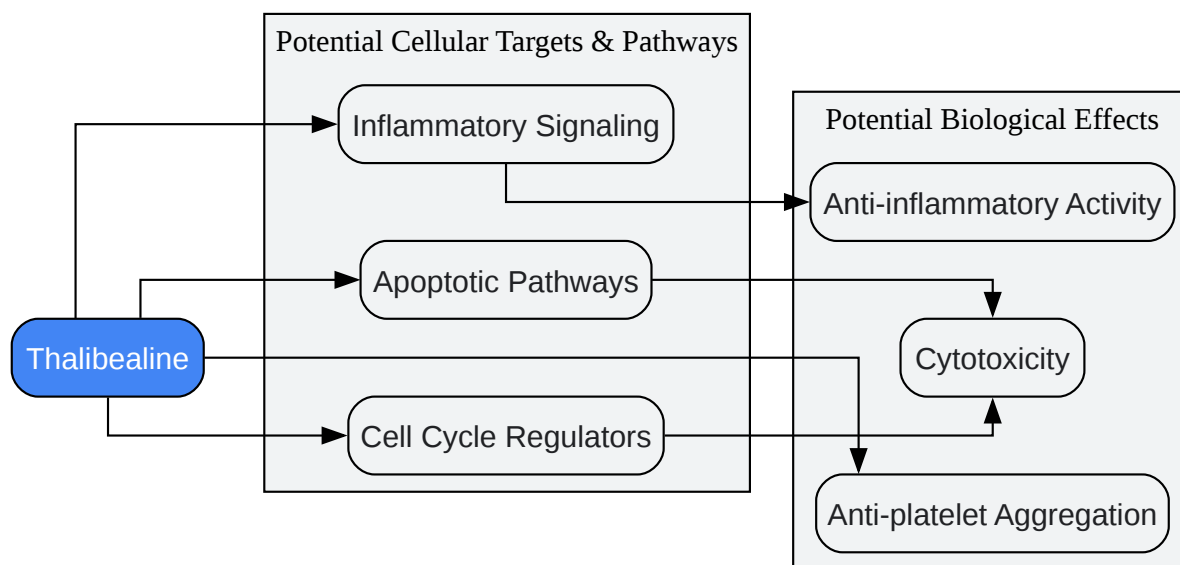 Potential Cellular Targets & Pathways
Inflammatory Signaling
Potential Biological Effects
Anti-inflammatory Activity
Apoptotic Pathways
Thalibealine
Cytotoxicity
Cell Cycle Regulators
Anti-platelet Aggregation